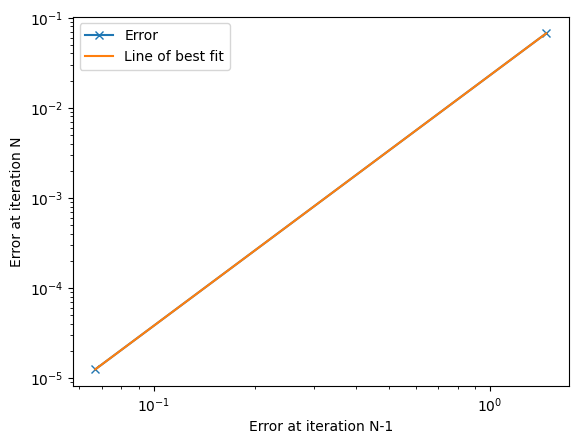 Error
Line of best fit
Error at iteration N
10⁻¹
10⁻²
10⁻³
10⁻⁴
10⁻⁵
10⁻¹
10⁰
Error at iteration N-1